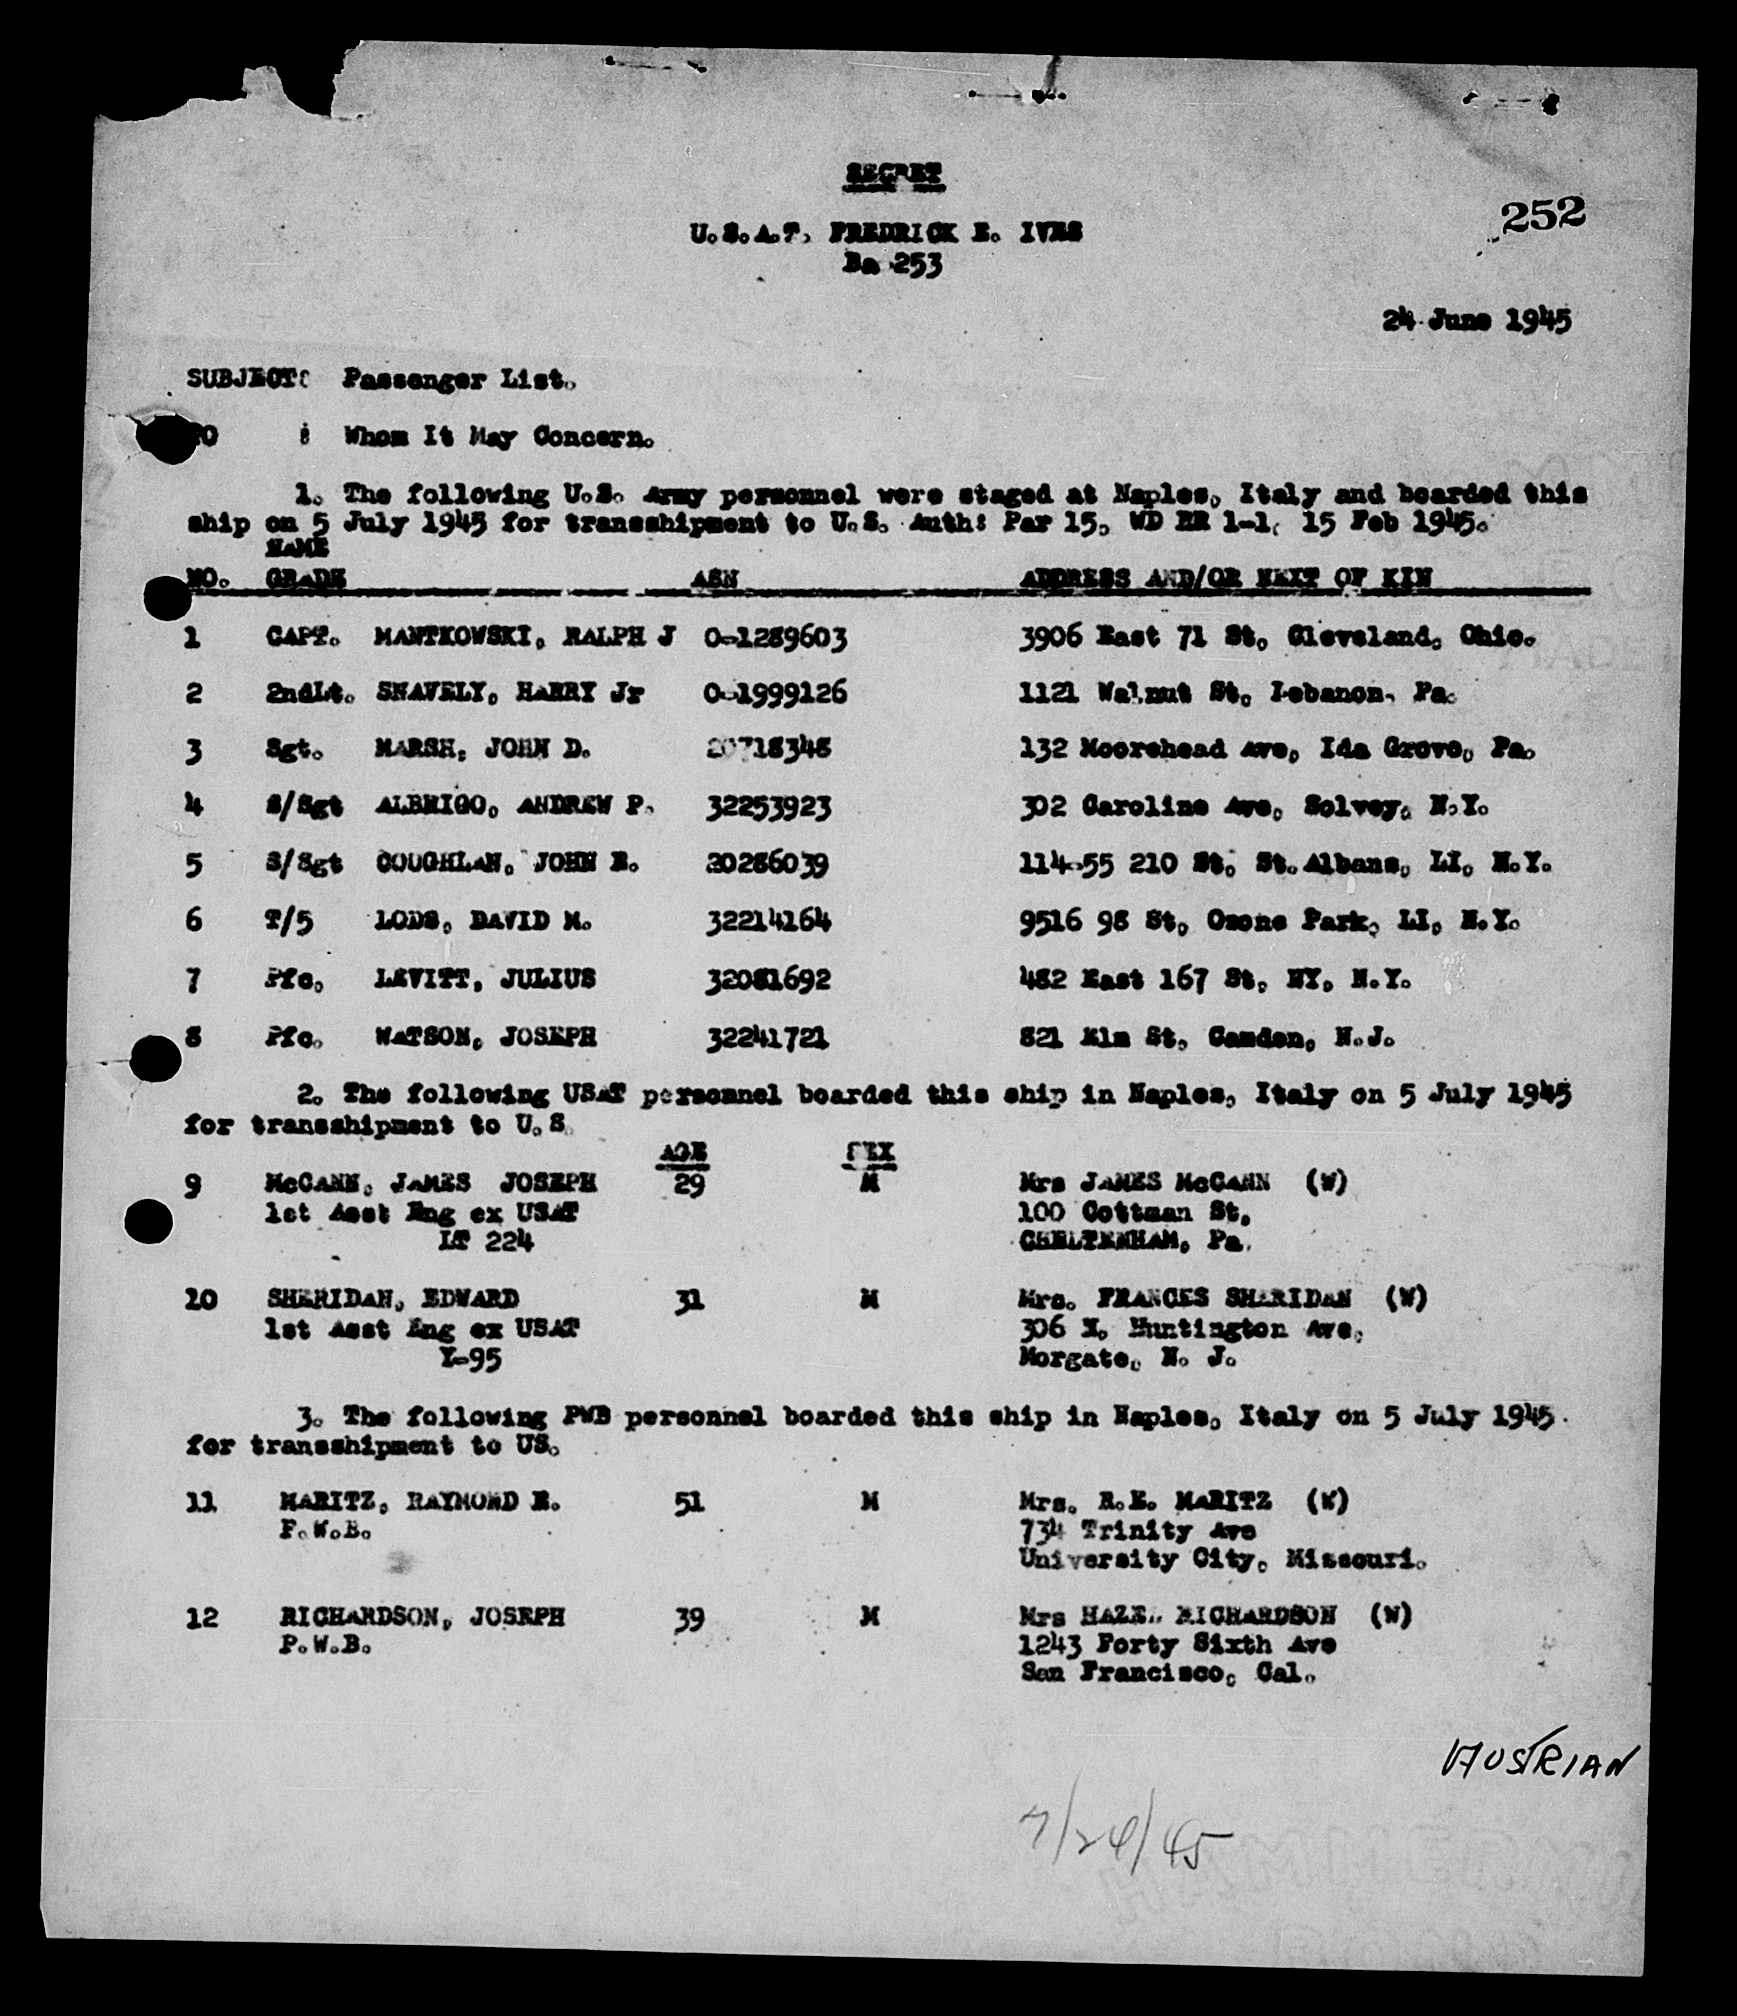 SECRET
252
U.S.A.T. FREDRICK E. IVES
Ba 253
24 June 1945
SUBJECT: Passenger List.
TO : Whom It May Concern.
1. The following U.S. Army personnel were staged at Naples, Italy and boarded this
ship on 5 July 1945 for transshipment to U.S. Auth: Par 15, WD RR 1-1, 15 Feb 1945.
NAME
NO. GRADE ASN ADDRESS AND/OR NEXT OF KIN
1 CAPT. MANTKOWSKI, RALPH J O-1289603 3906 East 71 St, Cleveland, Ohio.
2 2ndLt. SNAVELY, HARRY Jr O-1999126 1121 Walnut St, Lebanon, Pa.
3 Sgt. MARSH, JOHN D. 20718348 132 Moorehead Ave, Ida Grove, Pa.
4 S/Sgt ALBRIGO, ANDREW P. 32253923 302 Caroline Ave, Solvey, N.Y.
5 S/Sgt COUGHLAN, JOHN E. 20286039 114-55 210 St, St.Albans, LI, N.Y.
6 T/5 LODS, DAVID M. 32214164 9516 98 St, Ozone Park, LI, N.Y.
7 Pfc. LEVITT, JULIUS 32081692 482 East 167 St, NY, N.Y.
8 Pfc. WATSON, JOSEPH 32241721 821 Elm St, Camden, N.J.
2. The following USAT personnel boarded this ship in Naples, Italy on 5 July 1945
for transshipment to U.S.
AGE SEX
9 McCANN, JAMES JOSEPH 29 M Mrs JAMES McCANN (W)
1st Asst Eng ex USAT 100 Cottman St,
LT 224 CHELTENHAM, Pa.
10 SHERIDAN, EDWARD 31 M Mrs. FRANCES SHARIDAN (W)
1st Asst Eng ex USAT 306 N. Huntington Ave,
Y-95 Morgate, N. J.
3. The following PWB personnel boarded this ship in Naples, Italy on 5 July 1945
for transshipment to US.
11 MARITZ, RAYMOND E. 51 M Mrs. R.E. MARITZ (W)
P.W.B. 734 Trinity Ave
University City, Missouri.
12 RICHARDSON, JOSEPH 39 M Mrs HAZEL RICHARDSON (W)
P.W.B. 1243 Forty Sixth Ave
San Francisco, Cal.
AUSTRIAN
7/24/45